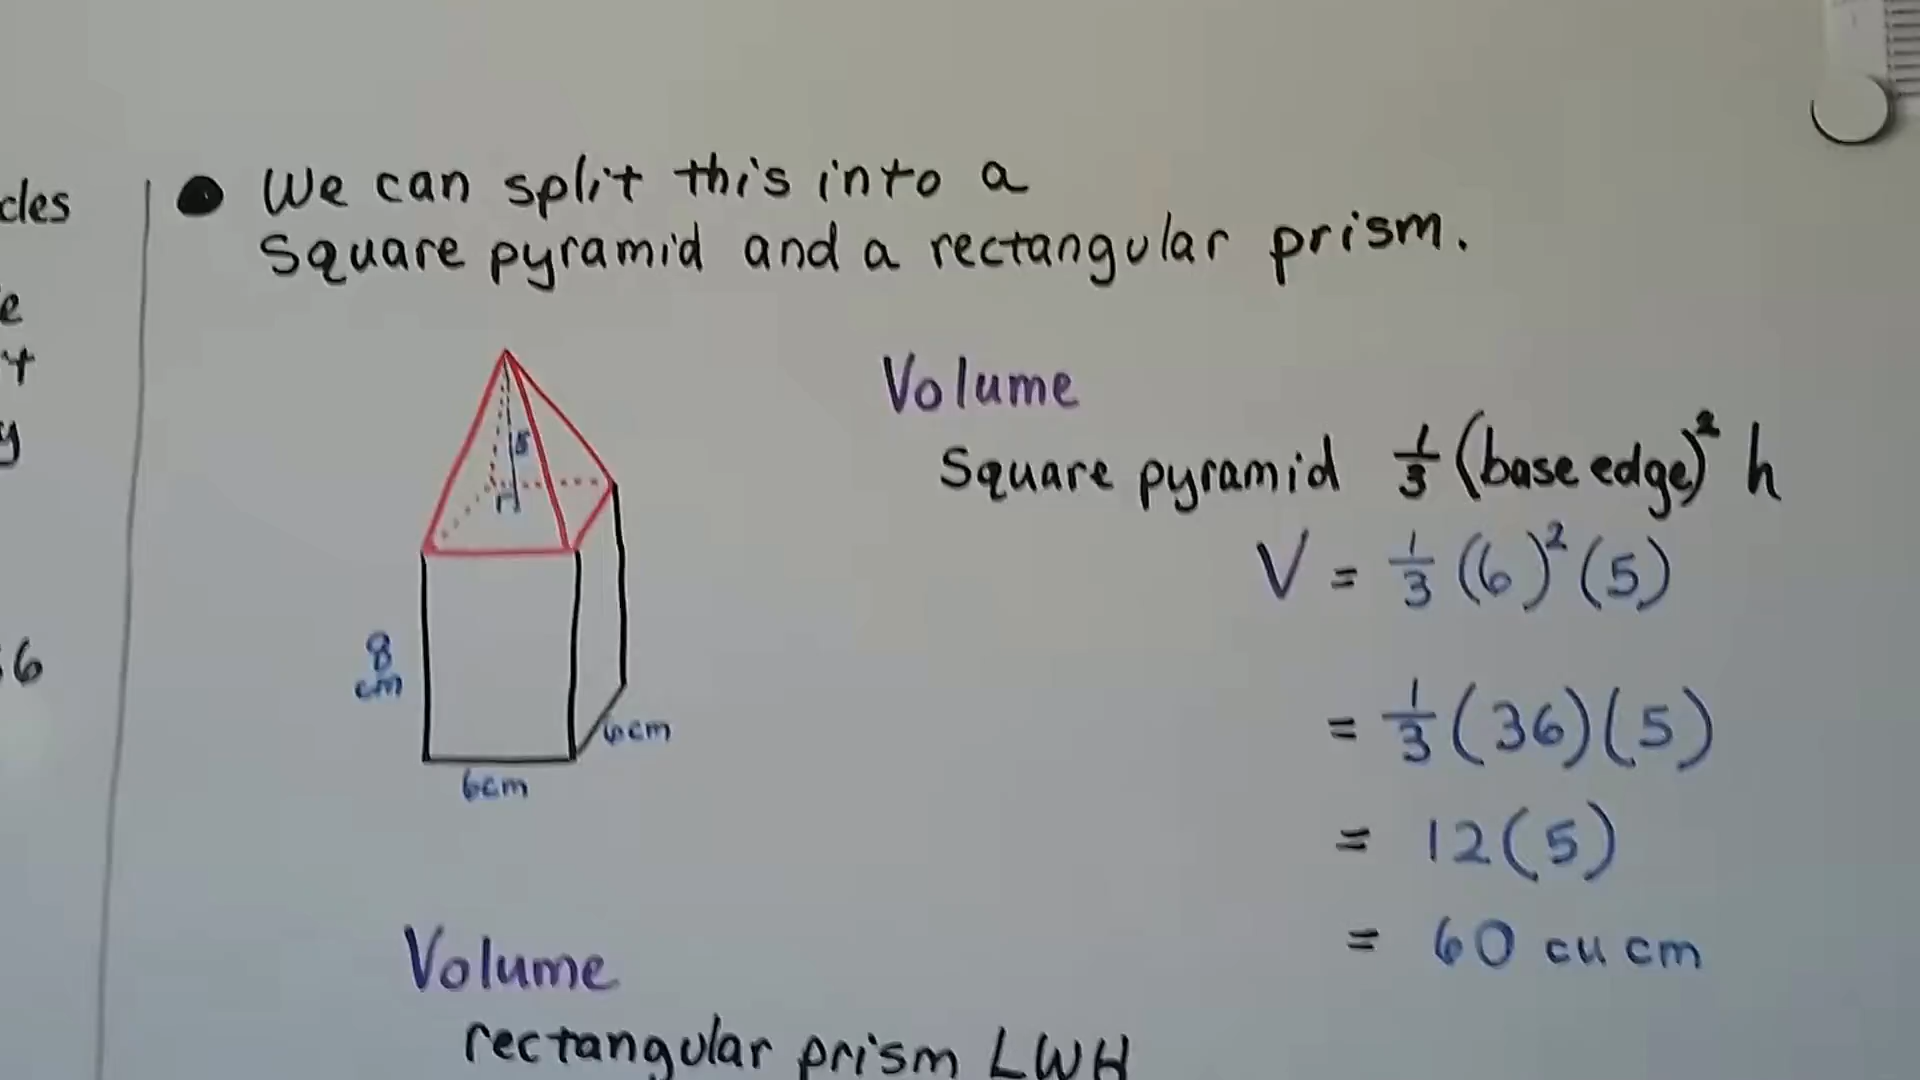 cles
e
t
y
6
● We can split this into a
Square pyramid and a rectangular prism.
5
8
cm
6cm
6cm
Volume
Square pyramid 1/3 (base edge)² h
V = 1/3 (6)² (5)
= 1/3 (36)(5)
= 12(5)
= 60 cu cm
Volume
rectangular prism LWH